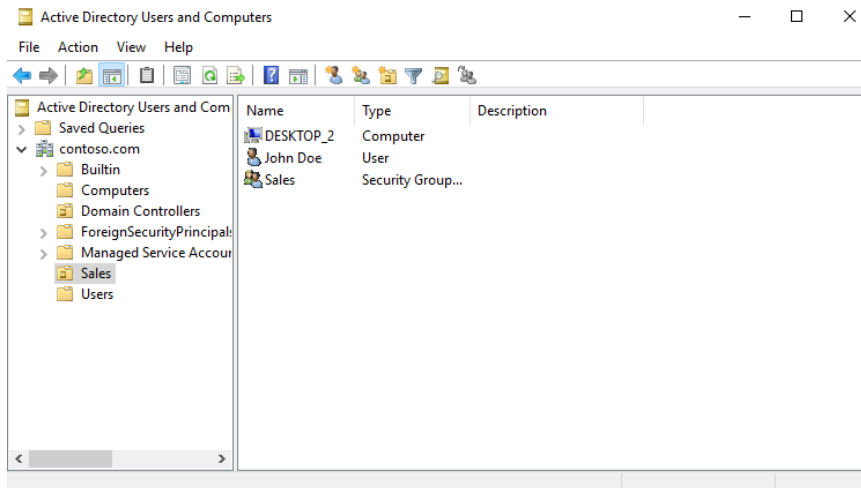 Active Directory Users and Computers
File Action View Help
Active Directory Users and Com
Saved Queries
contoso.com
Builtin
Computers
Domain Controllers
ForeignSecurityPrincipals
Managed Service Accour
Sales
Users
Name Type Description
DESKTOP_2 Computer
John Doe User
Sales Security Group...